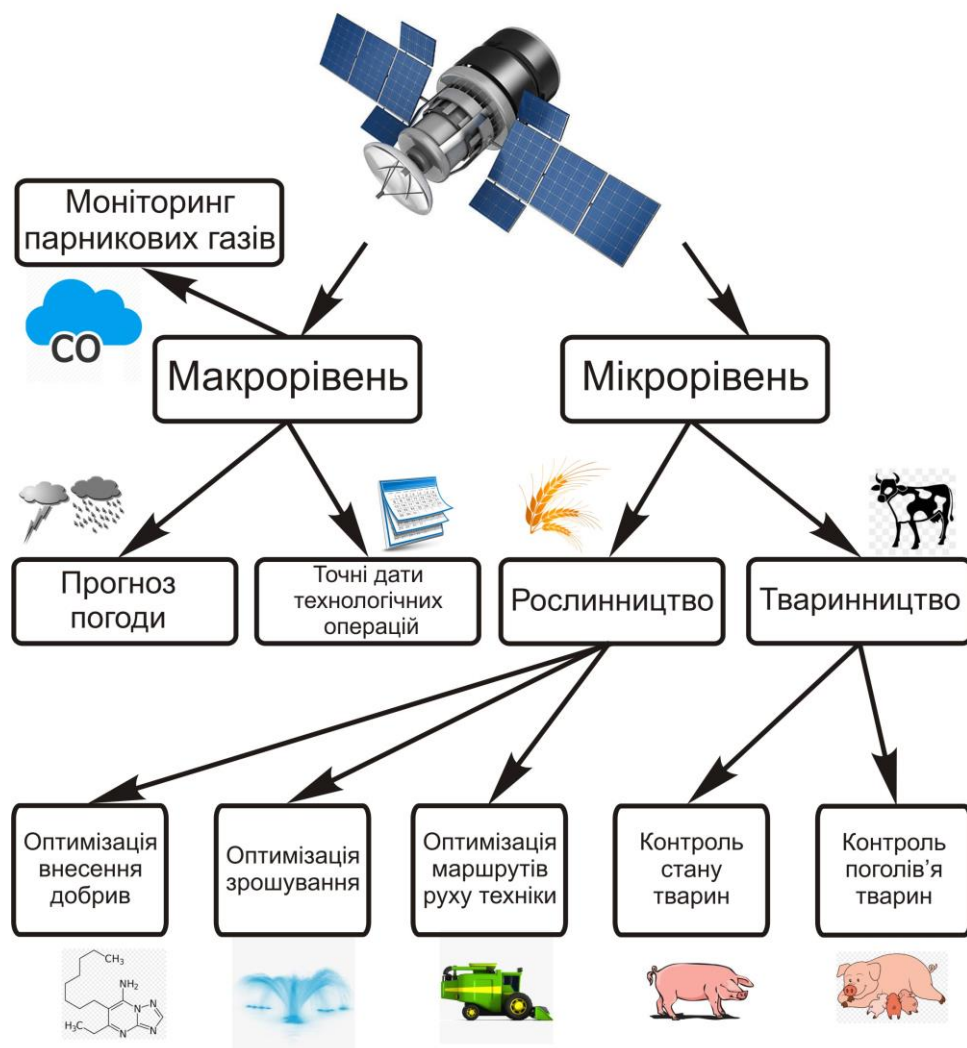 Моніторинг
парникових газів
CO
Макрорівень
Мікрорівень
Прогноз
погоди
Точні дати
технологічних
операцій
Рослинництво
Тваринництво
Оптимізація
внесення
добрив
Оптимізація
зрошування
Оптимізація
маршрутів
руху техніки
Контроль
стану
тварин
Контроль
поголів’я
тварин
CH₃
NH₂
N
N
H₃C
N
N